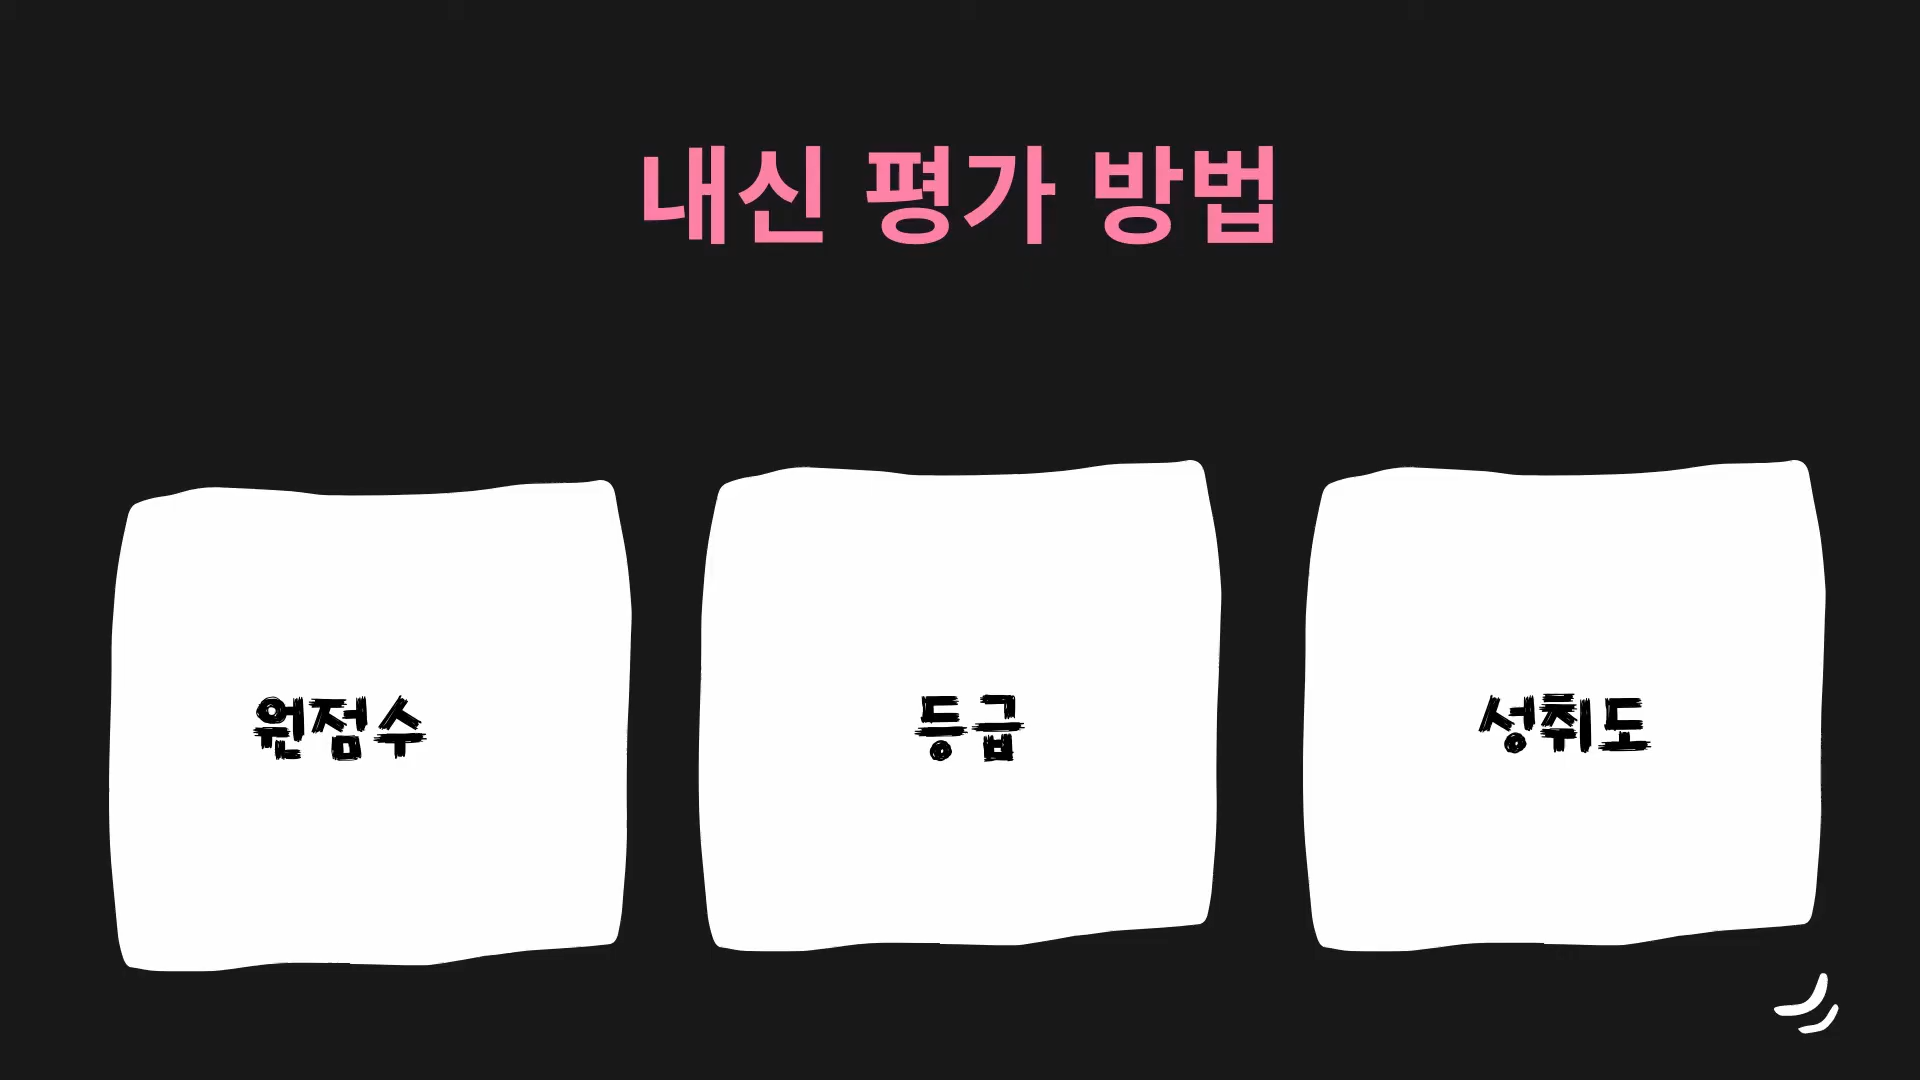 내신 평가 방법
원점수
등급
성취도